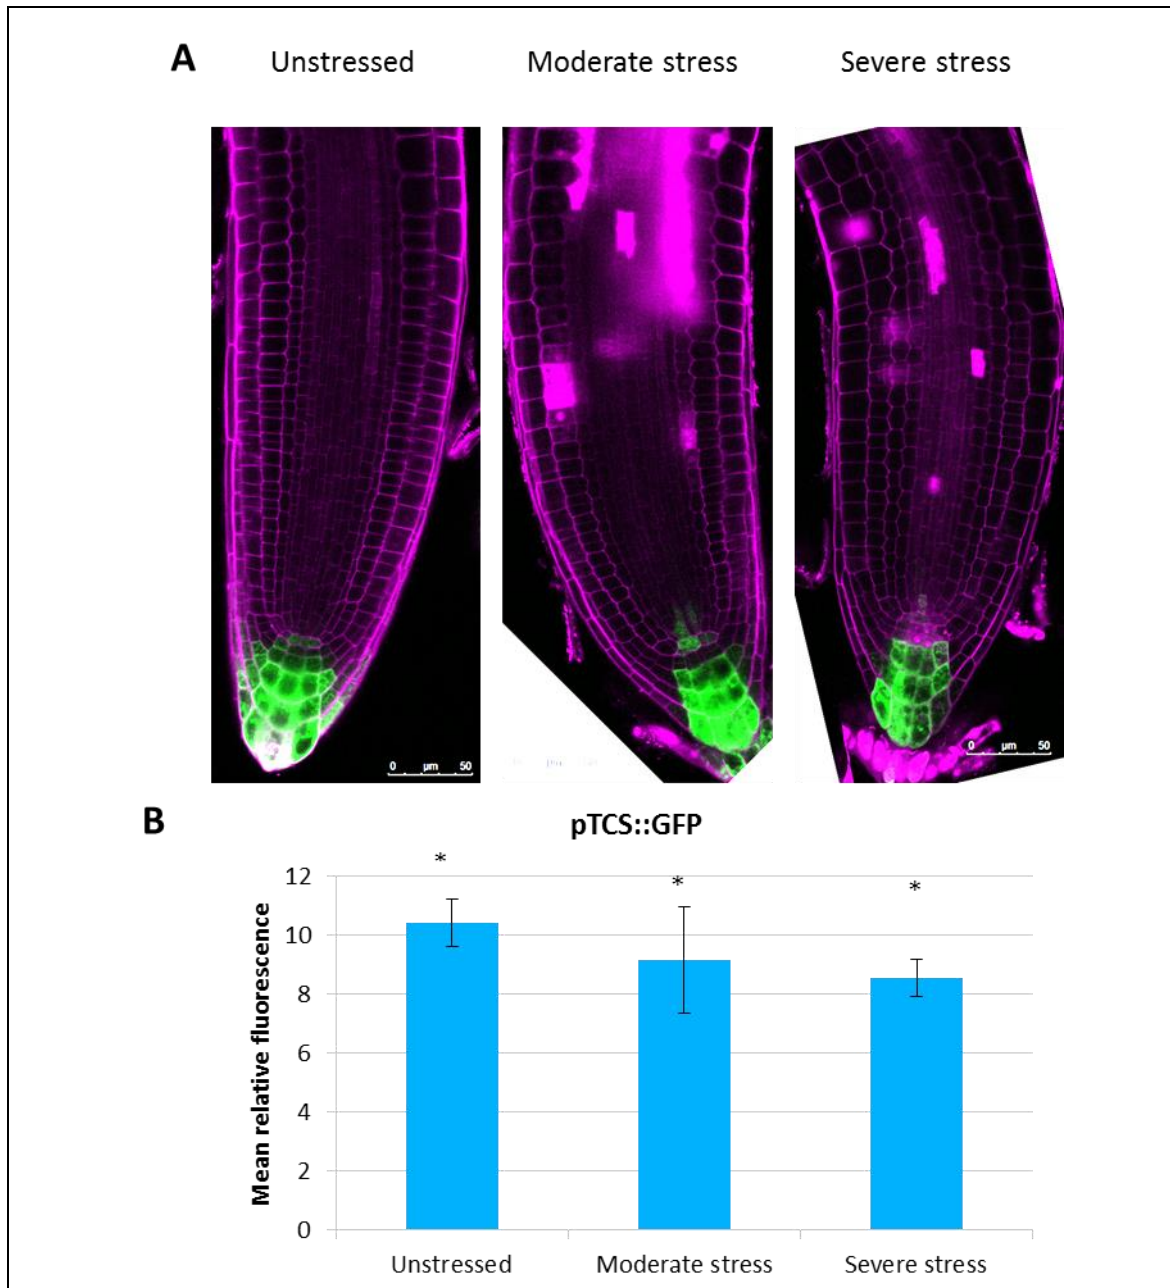 A Unstressed Moderate stress Severe stress
0 µm 50
0 µm 50
B
pTCS::GFP
*
*
*
Mean relative fluorescence
12
10
8
6
4
2
0
Unstressed Moderate stress Severe stress